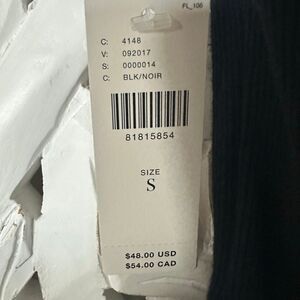 FL_106
C: 4148
V: 092017
S: 0000014
C: BLK/NOIR
81815854
SIZE
S
$48.00 USD
$54.00 CAD